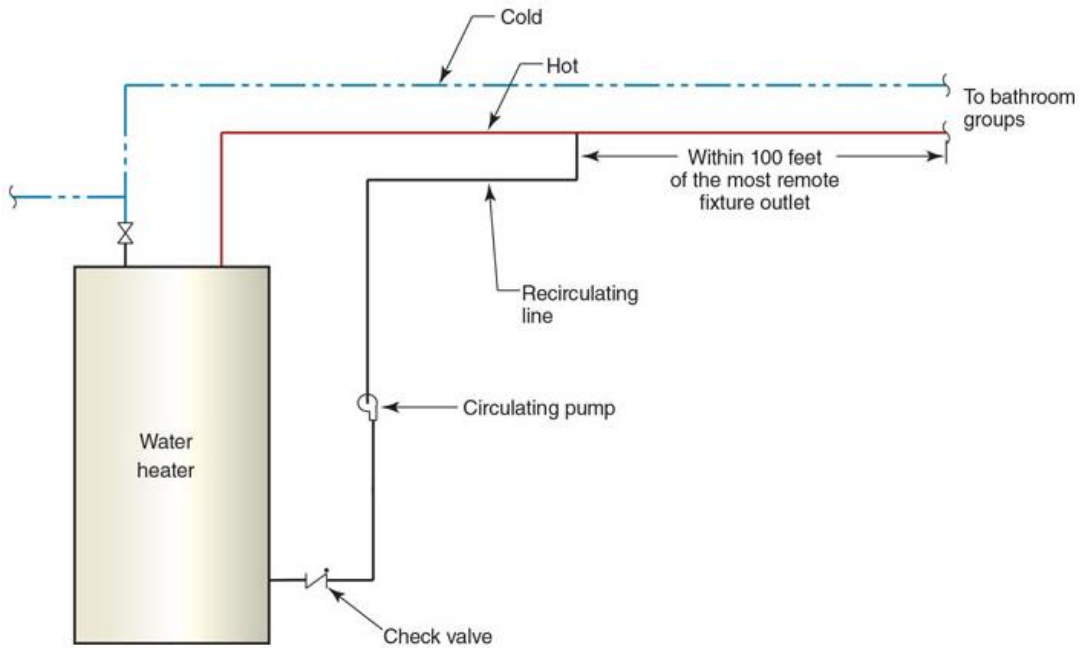 Cold
Hot
To bathroom
groups
Within 100 feet
of the most remote
fixture outlet
Recirculating
line
Circulating pump
Water
heater
Check valve